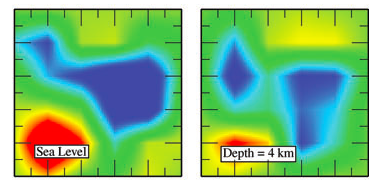 Sea Level
Depth = 4 km